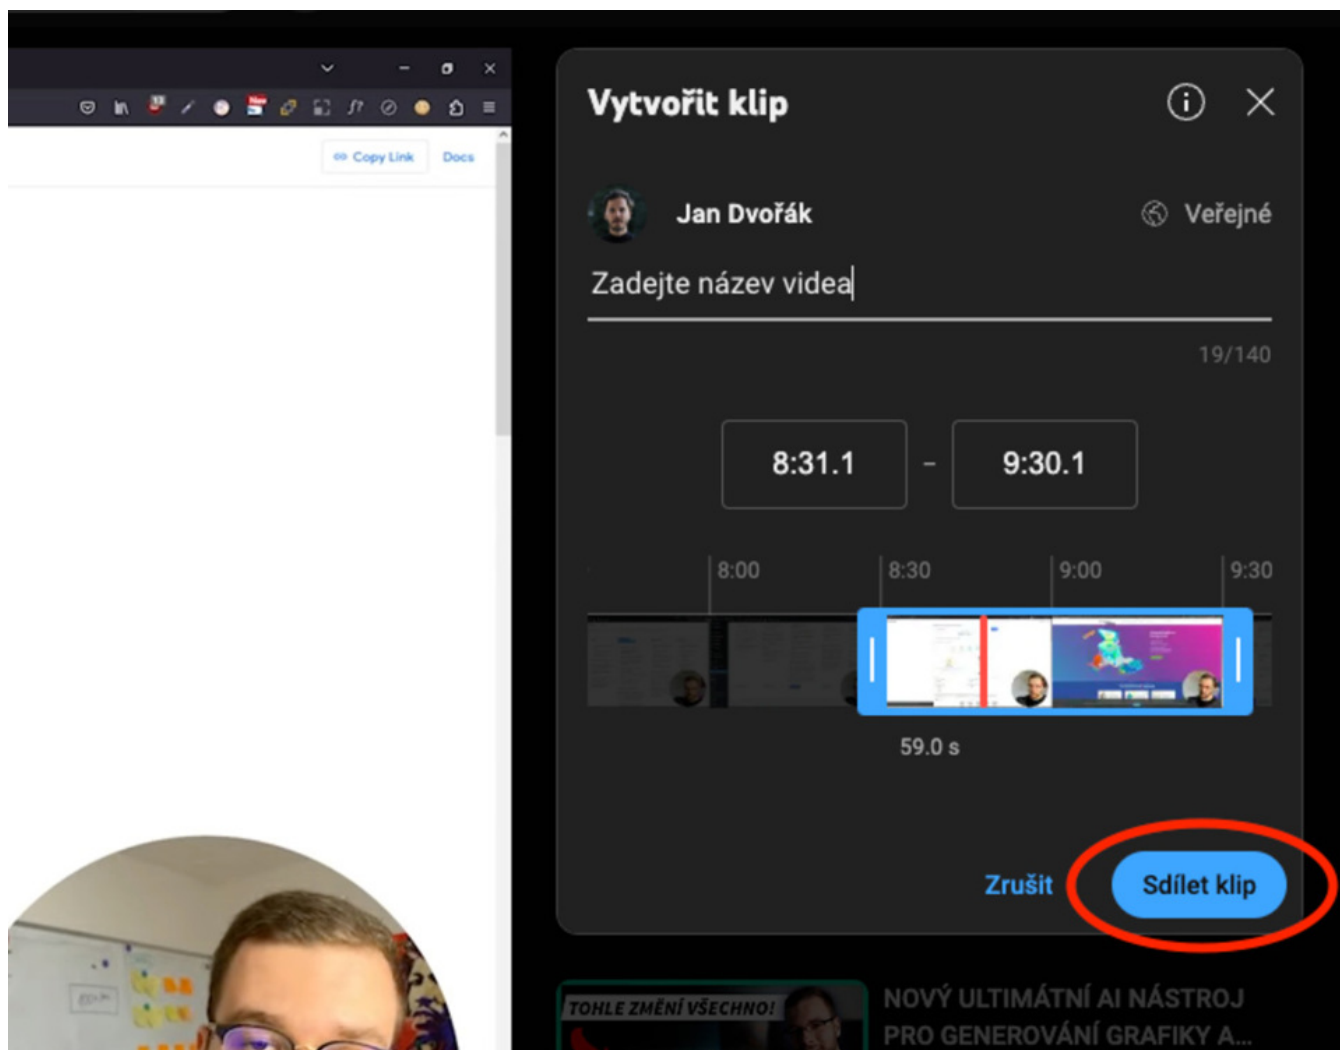 Copy Link Docs
Vytvořit klip
Jan Dvořák
Veřejné
Zadejte název videa
19/140
8:31.1 - 9:30.1
8:00 8:30 9:00 9:30
59.0 s
Zrušit
Sdílet klip
TOHLE ZMĚNÍ VŠECHNO!
NOVÝ ULTIMÁTNÍ AI NÁSTROJ
PRO GENEROVÁNÍ GRAFIKY A...